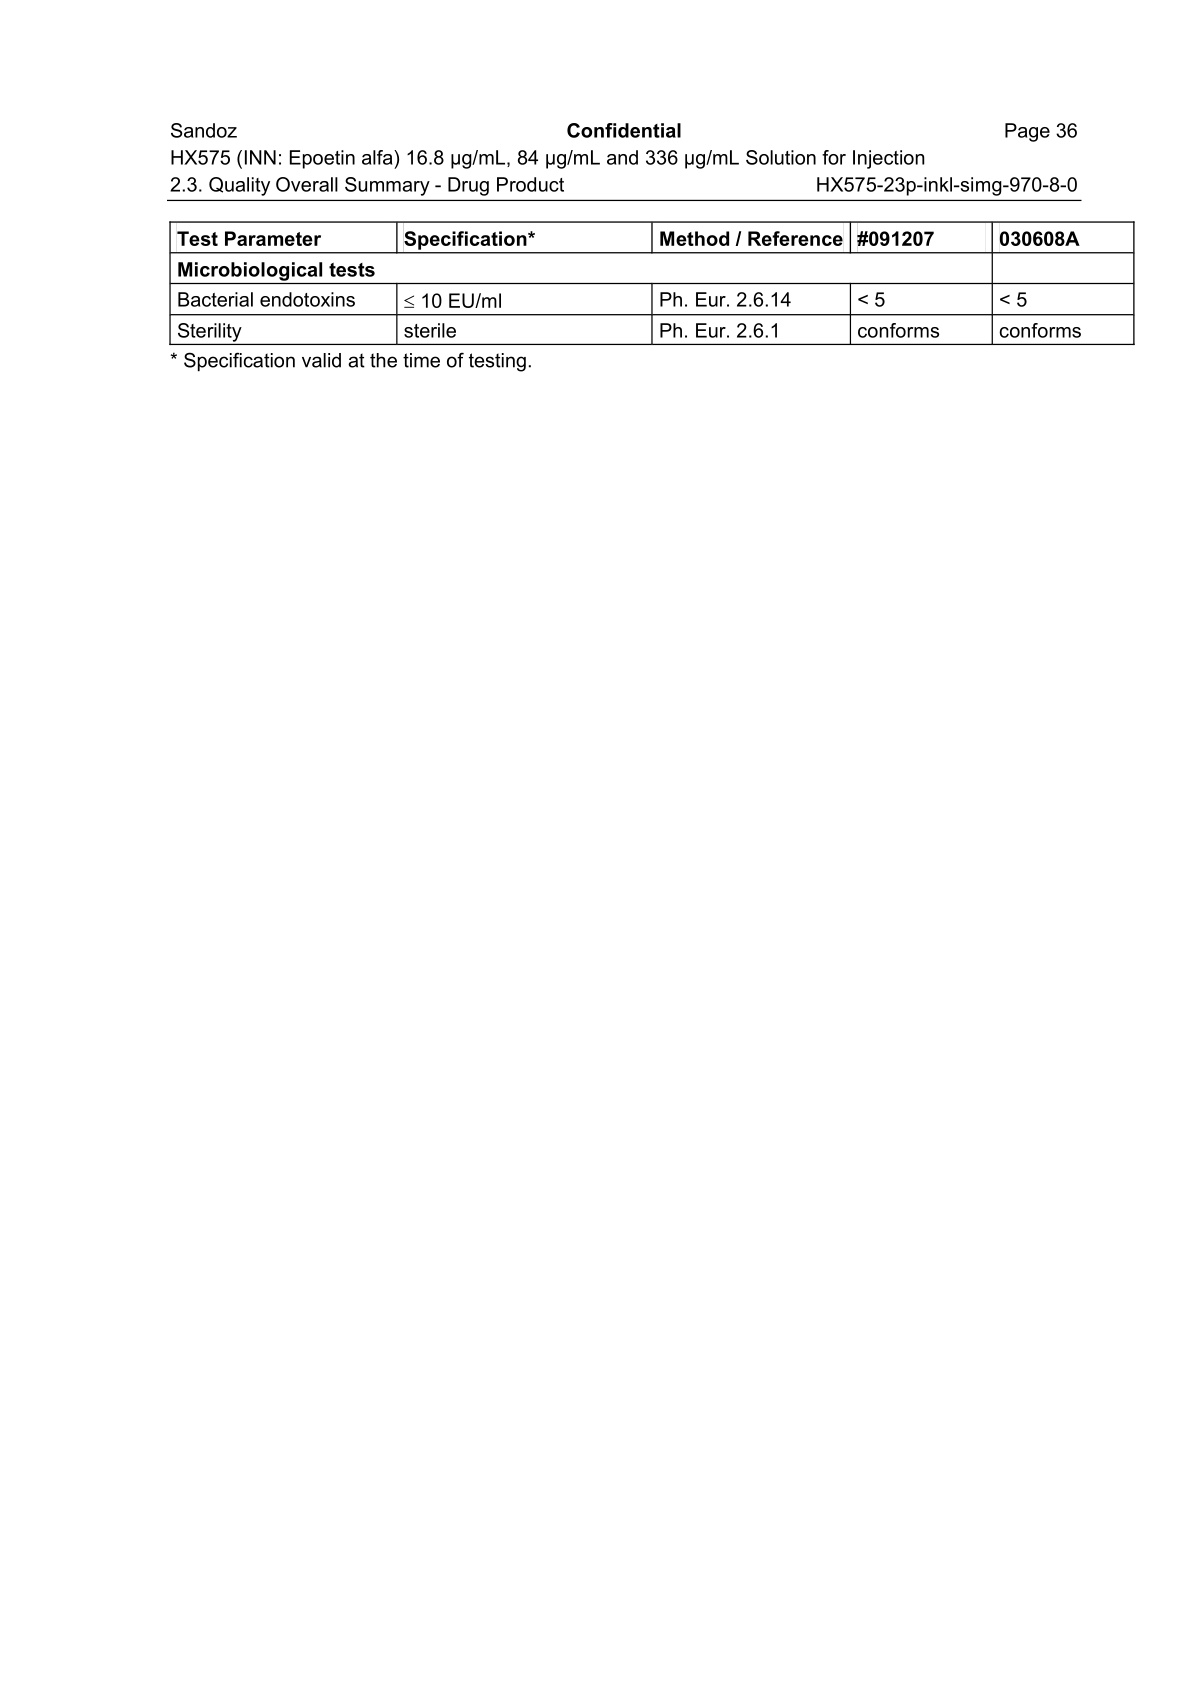 Sandoz Confidential Page 36
HX575 (INN: Epoetin alfa) 16.8 µg/mL, 84 µg/mL and 336 µg/mL Solution for Injection
2.3. Quality Overall Summary - Drug Product HX575-23p-inkl-simg-970-8-0
Test Parameter Specification* Method / Reference #091207 030608A
Microbiological tests
Bacterial endotoxins ≤ 10 EU/ml Ph. Eur. 2.6.14 < 5 < 5
Sterility sterile Ph. Eur. 2.6.1 conforms conforms
* Specification valid at the time of testing.